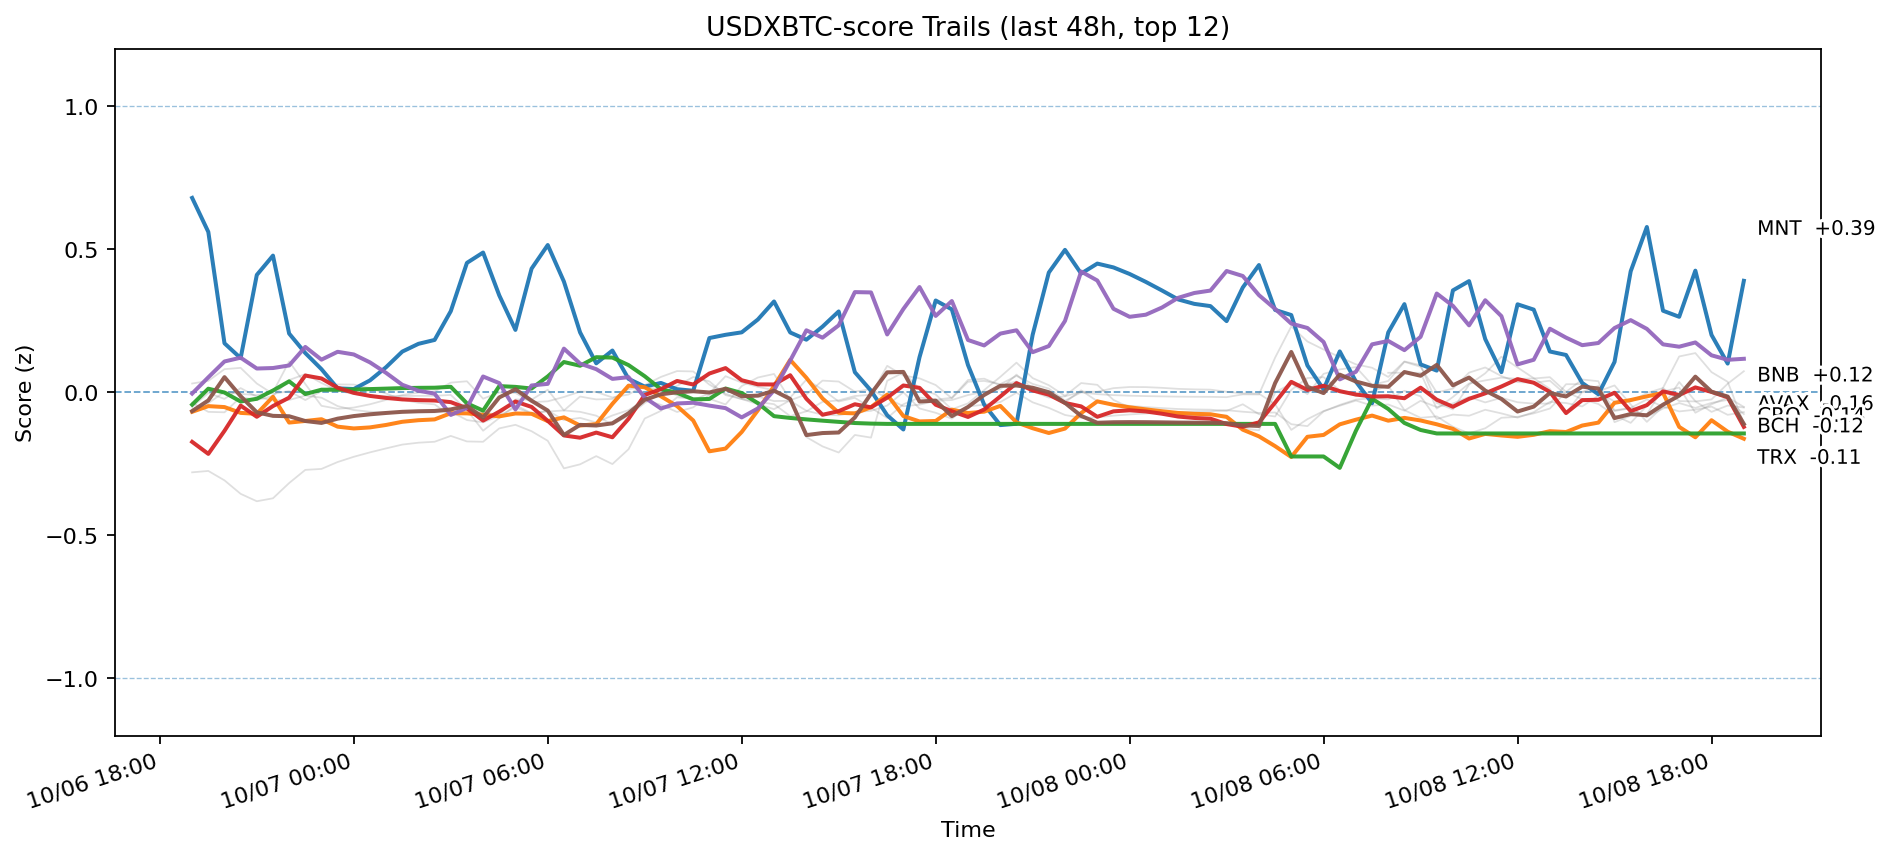 USDXBTC-score Trails (last 48h, top 12)
Score (z)
1.0
0.5
0.0
−0.5
−1.0
MNT +0.39
BNB +0.12
AVAX -0.16
CRO -0.14
BCH -0.12
TRX -0.11
10/06 18:00
10/07 00:00
10/07 06:00
10/07 12:00
10/07 18:00
10/08 00:00
10/08 06:00
10/08 12:00
10/08 18:00
Time